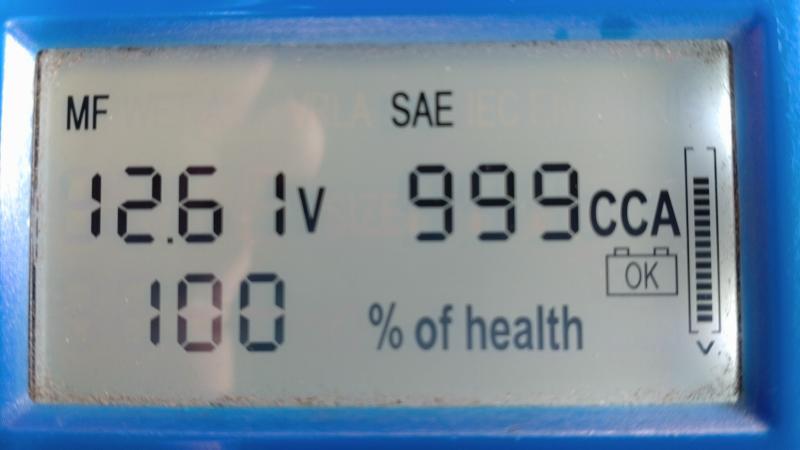 MF SAE
12.61V 999CCA
OK
100 % of health